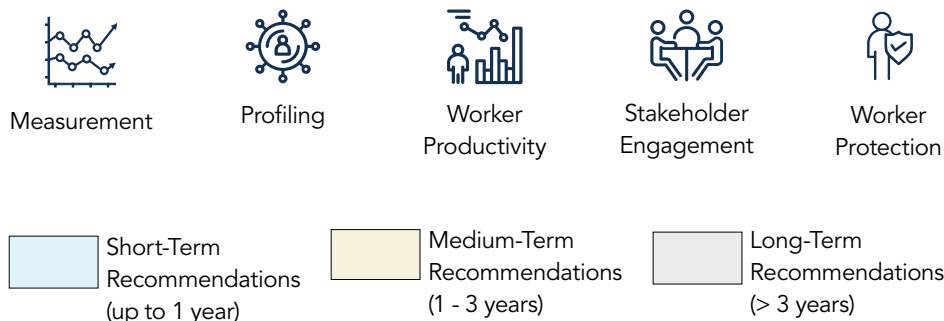 Measurement
Profiling
Worker
Productivity
Stakeholder
Engagement
Worker
Protection
Short-Term
Recommendations
(up to 1 year)
Medium-Term
Recommendations
(1 - 3 years)
Long-Term
Recommendations
(> 3 years)